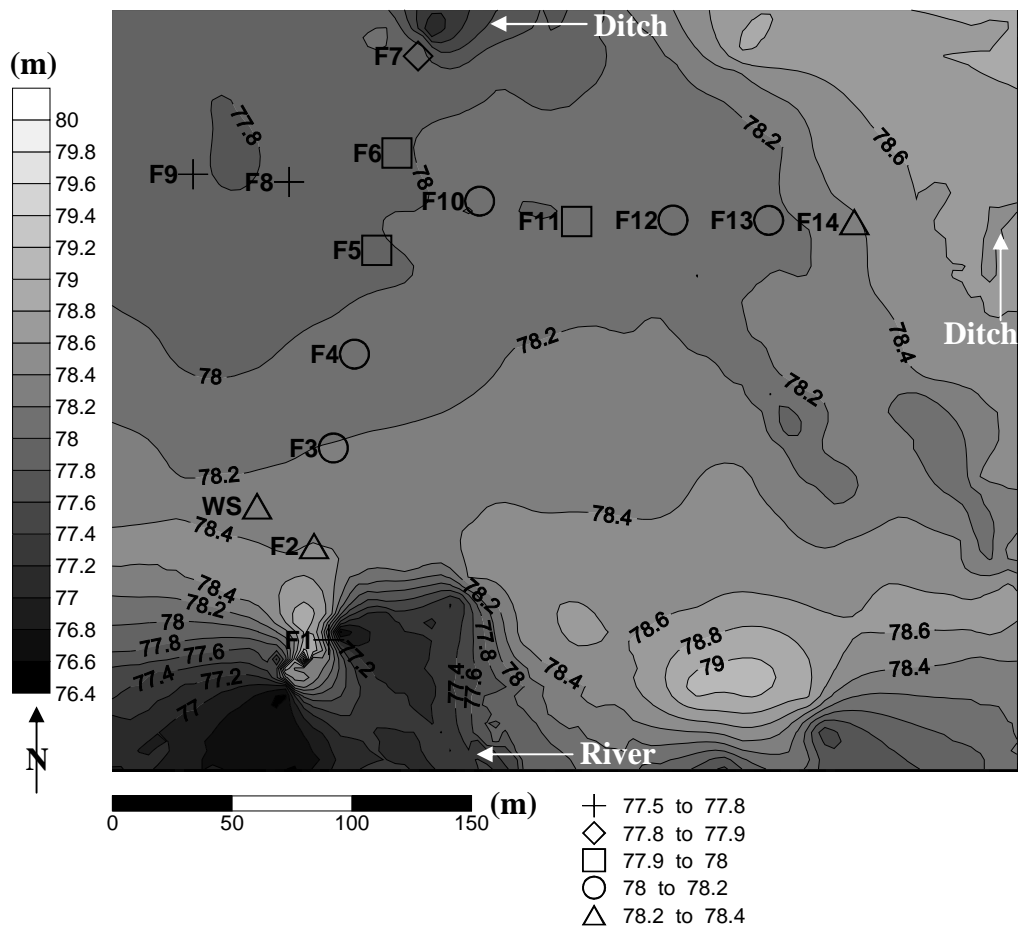 Ditch
(m)
F7
80
79.8
79.6
79.4
79.2
79
78.8
78.6
78.4
78.2
78
77.8
77.6
77.4
77.2
77
76.8
76.6
76.4
77.8
78.2
78.6
F6
F9
F8
78
F10
F11
F12
F13
F14
F5
Ditch
78.4
78.2
F4
78
78.2
F3
78.2
WS
78.4
78.4
F2
78.4
78.2
78.2
78
78.6
78.6
F1
77.8
78.8
77.8
77.6
77.2
79
78.4
78
78.4
77.4
77.2
77.4
77.6
77
River
N
(m)
0 50 100 150
77.5 to 77.8
77.8 to 77.9
77.9 to 78
78 to 78.2
78.2 to 78.4